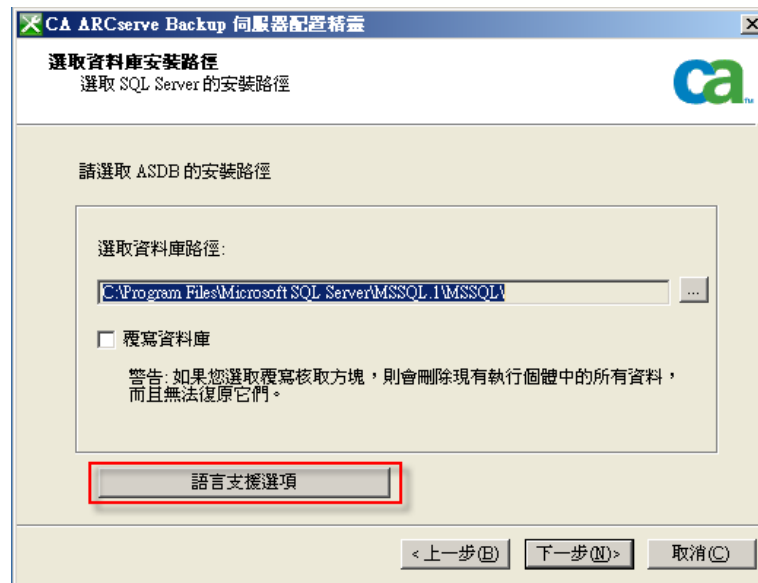 CA ARCserve Backup 伺服器配置精靈
選取資料庫安裝路徑
選取 SQL Server 的安裝路徑
ca
TM
請選取 ASDB 的安裝路徑
選取資料庫路徑:
C:\Program Files\Microsoft SQL Server\MSSQL.1\MSSQL\
...
覆寫資料庫
警告: 如果您選取覆寫核取方塊，則會刪除現有執行個體中的所有資料，
而且無法復原它們。
語言支援選項
<上一步(B)
下一步(N)>
取消(C)